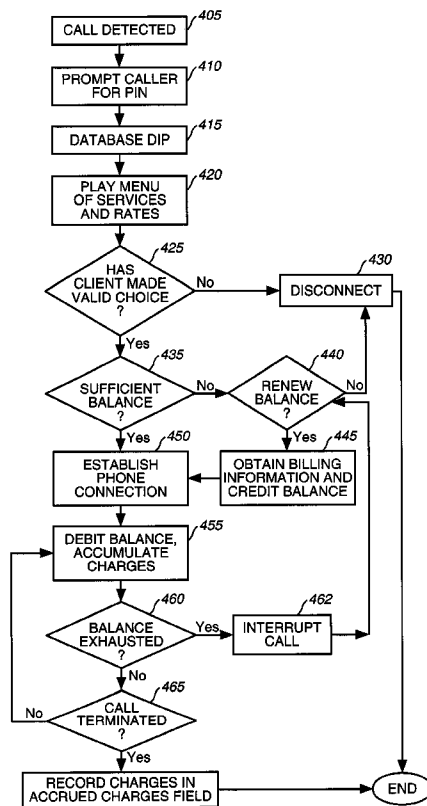 405
CALL DETECTED
410
PROMPT CALLER
FOR PIN
415
DATABASE DIP
420
PLAY MENU
OF SERVICES
AND RATES
425
HAS
CLIENT MADE
VALID CHOICE
?
No
430
DISCONNECT
Yes
435
SUFFICIENT
BALANCE
?
No
440
RENEW
BALANCE
?
No
Yes
Yes
450
ESTABLISH
PHONE
CONNECTION
445
OBTAIN BILLING
INFORMATION AND
CREDIT BALANCE
455
DEBIT BALANCE,
ACCUMULATE
CHARGES
460
BALANCE
EXHAUSTED
?
Yes
462
INTERRUPT
CALL
No
465
CALL
TERMINATED
?
No
Yes
RECORD CHARGES IN
ACCRUED CHARGES FIELD
END